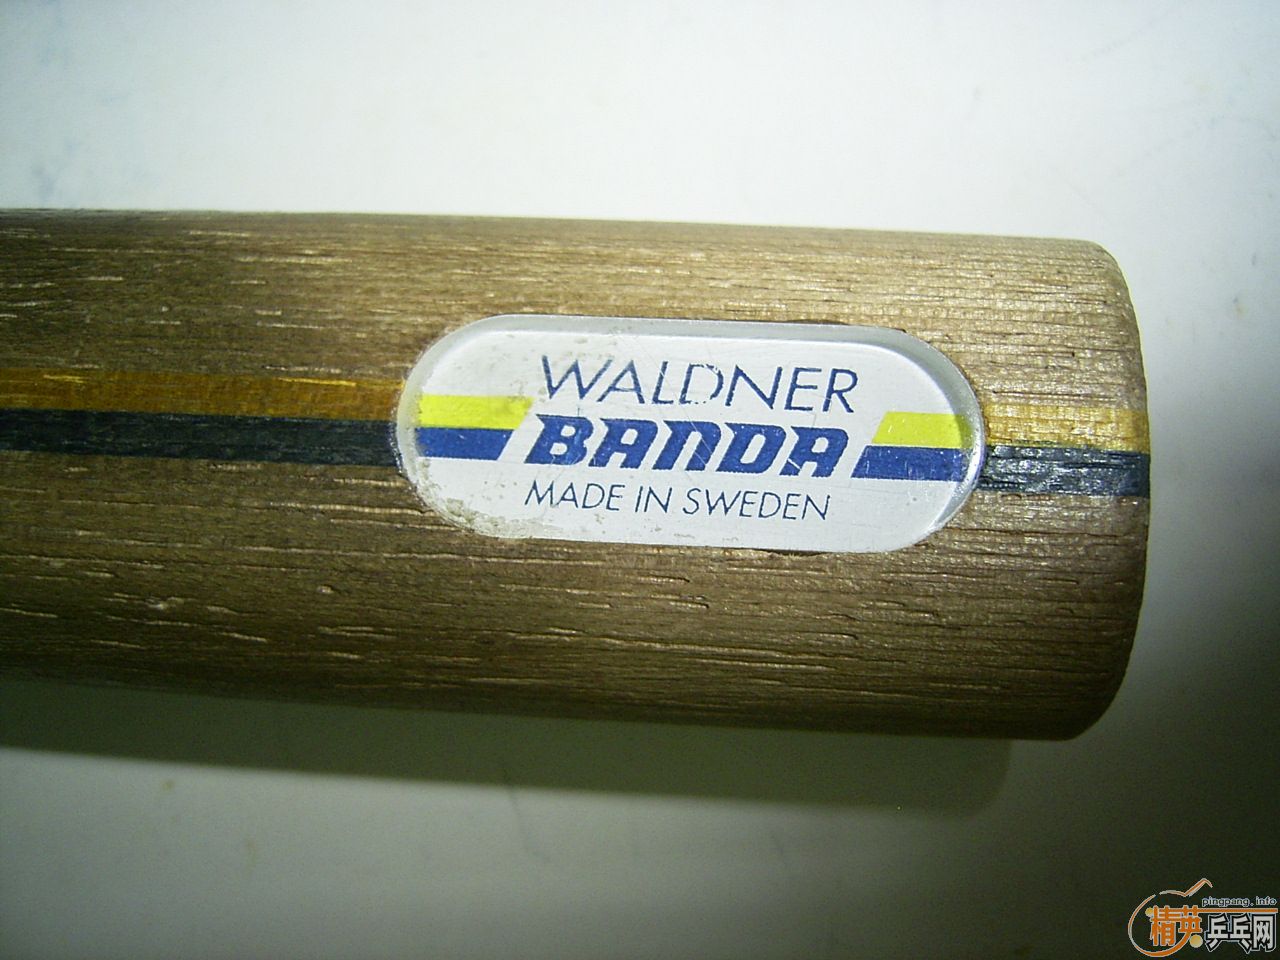 WALDNER
BANDA
MADE IN SWEDEN
pingpang.info
精英乒乓网